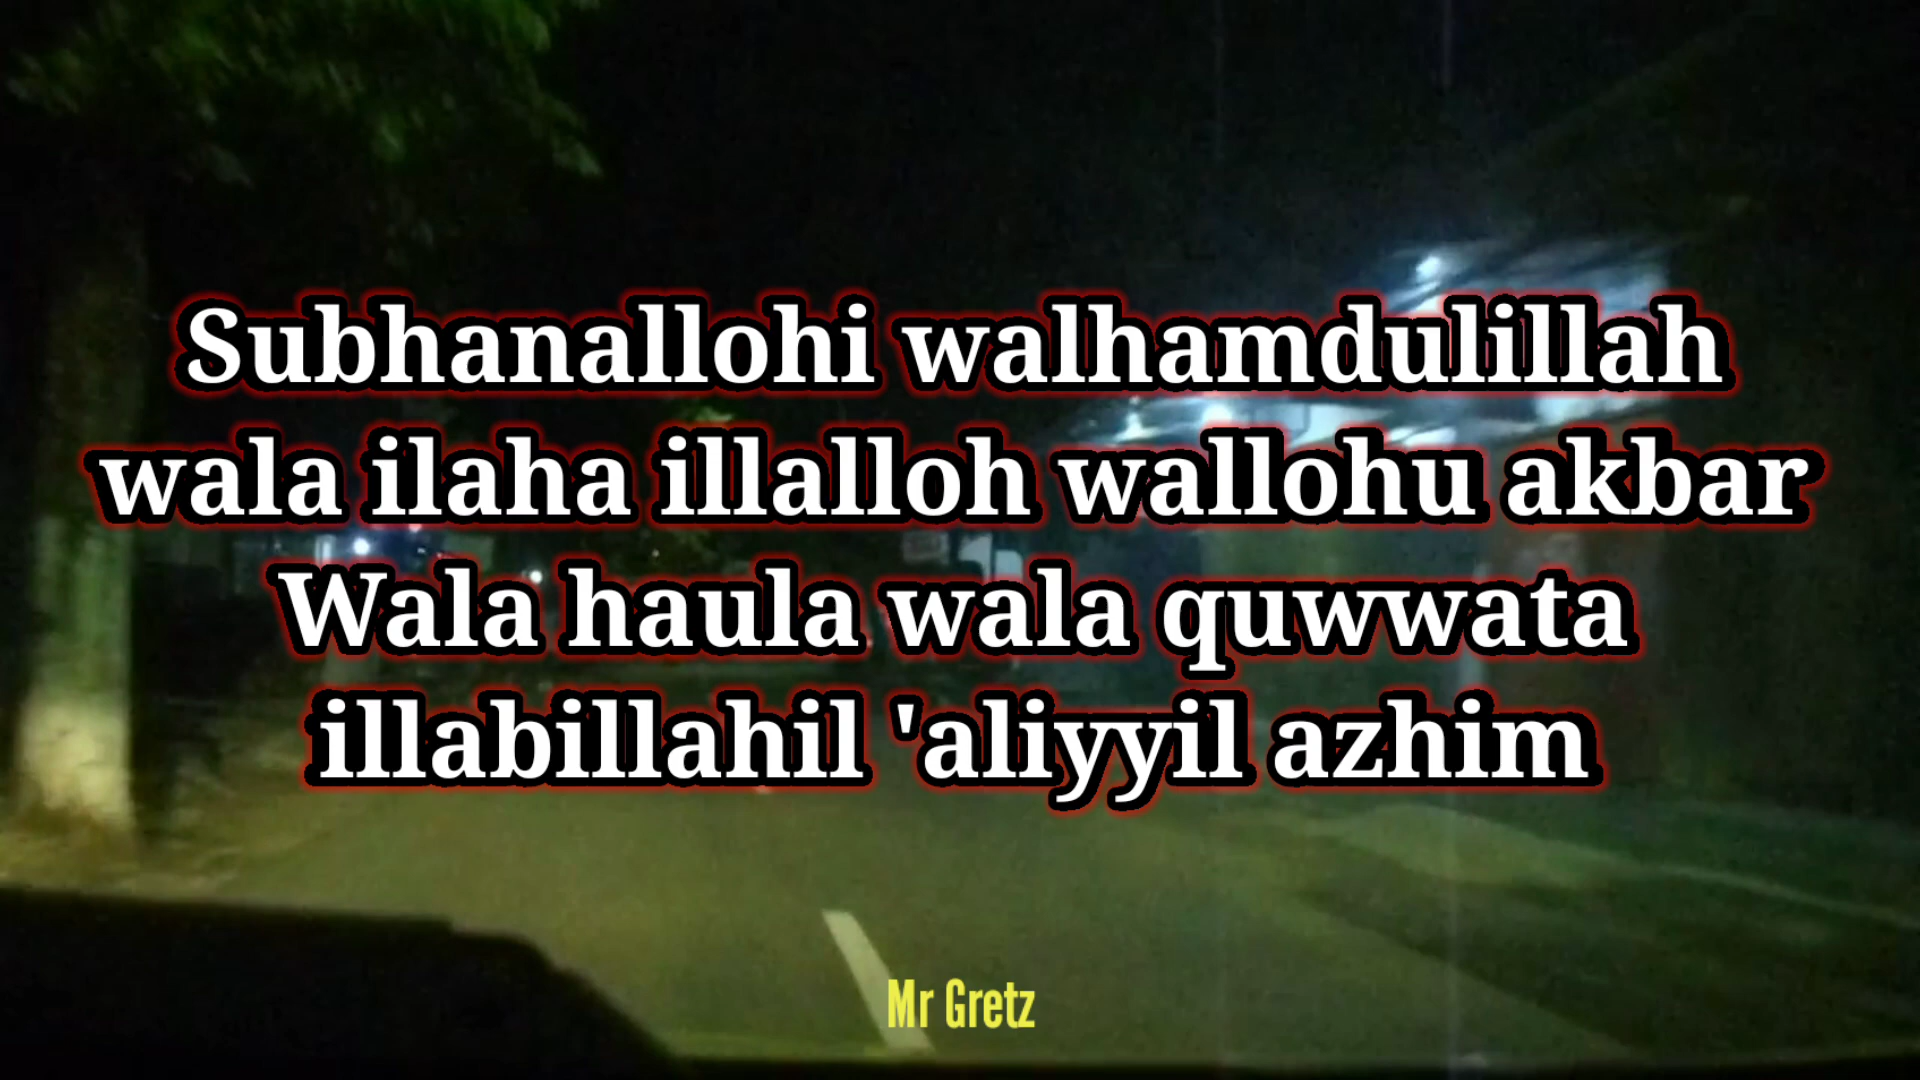 Subhanallohi walhamdulillah
wala ilaha illalloh wallohu akbar
Wala haula wala quwwata
illabillahil 'aliyyil azhim
Mr Gretz